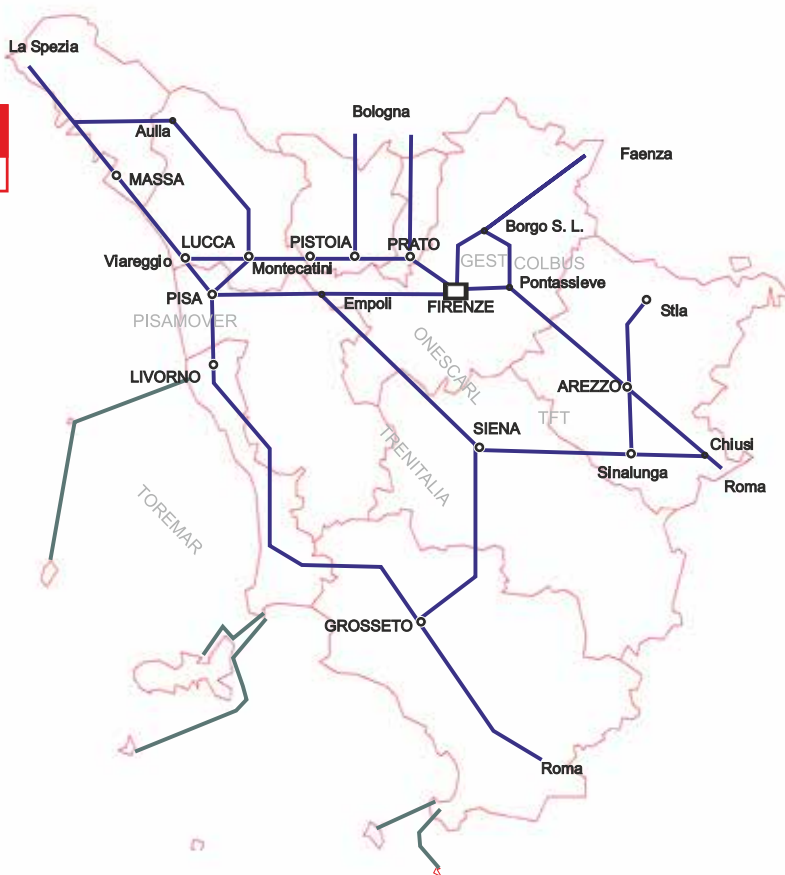 La Spezia
Bologna
Aulla
Faenza
MASSA
Borgo S. L.
LUCCA
PISTOIA
PRATO
Viareggio
Montecatini
GEST
COLBUS
Pontassieve
PISA
Empoli
FIRENZE
Stia
PISAMOVER
ONESCARL
LIVORNO
AREZZO
TFT
SIENA
Chiusi
TRENITALIA
Sinalunga
Roma
TOREMAR
GROSSETO
Roma